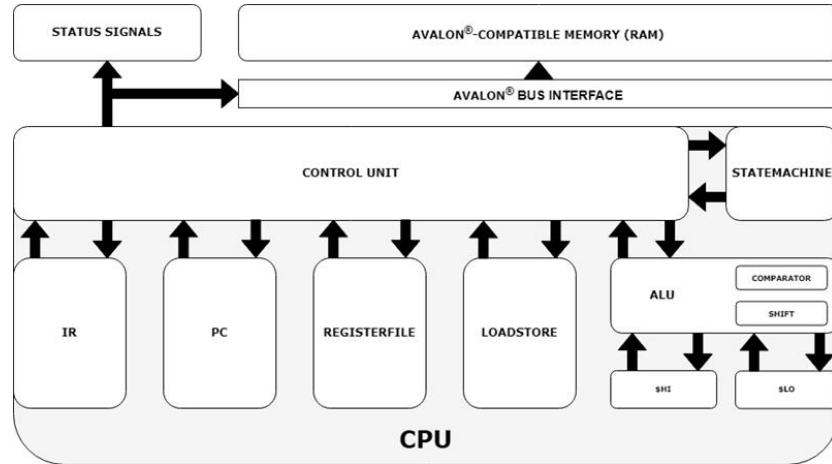 STATUS SIGNALS
AVALON®-COMPATIBLE MEMORY (RAM)
AVALON® BUS INTERFACE
CONTROL UNIT
STATEMACHINE
IR
PC
REGISTERFILE
LOADSTORE
ALU
COMPARATOR
SHIFT
$HI
$LO
CPU